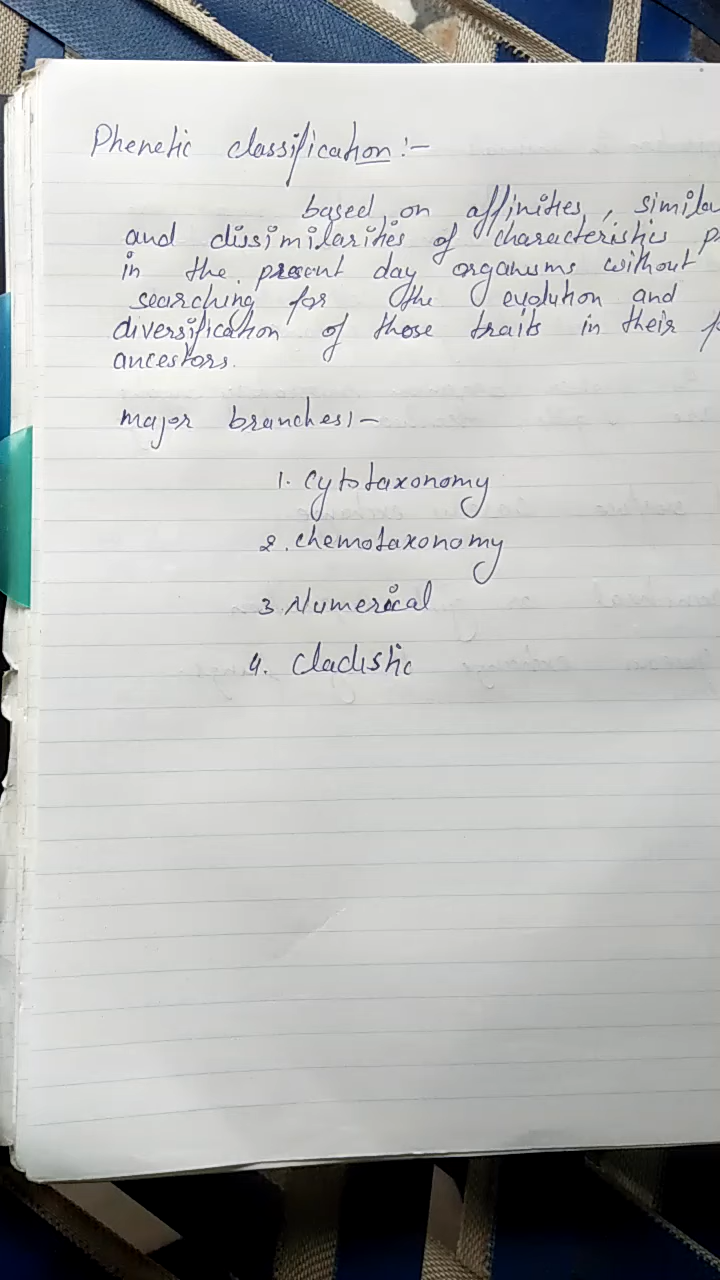 Phenetic classification :-
based on affinities, simila
and dissimilarities of characteristics p
in the present day organisms without
searching for the evolution and
diversification of those traits in their f
ancestors.
major branches :-
1. Cytotaxonomy
2. chemotaxonomy
3. Numerical
4. Cladistic